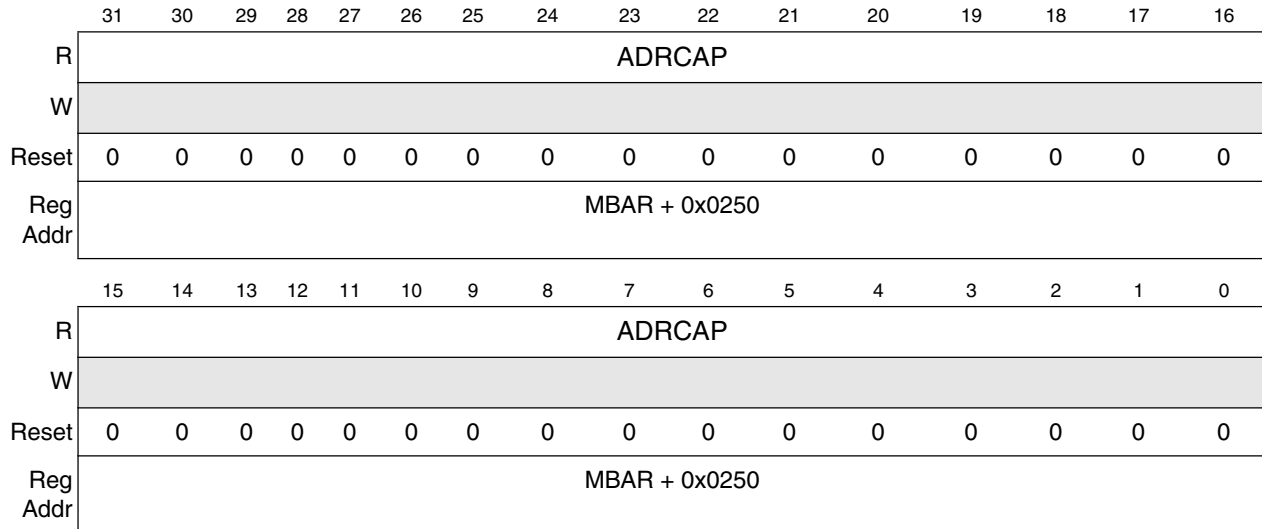 31 30 29 28 27 26 25 24 23 22 21 20 19 18 17 16
R ADRCAP
W
Reset 0 0 0 0 0 0 0 0 0 0 0 0 0 0 0 0
Reg MBAR + 0x0250
Addr
15 14 13 12 11 10 9 8 7 6 5 4 3 2 1 0
R ADRCAP
W
Reset 0 0 0 0 0 0 0 0 0 0 0 0 0 0 0 0
Reg MBAR + 0x0250
Addr